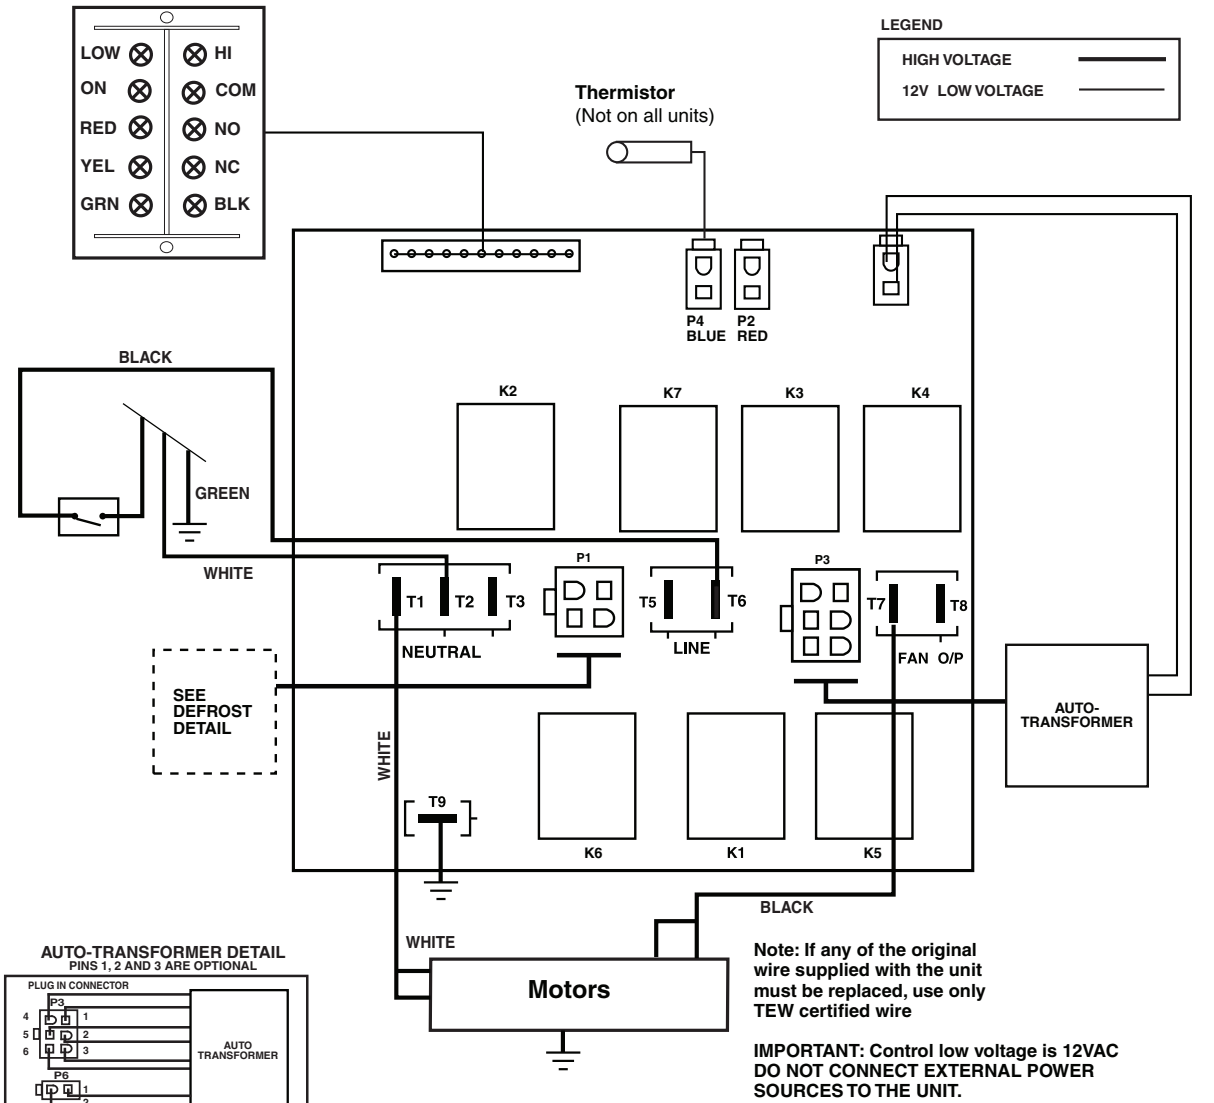 LEGEND
HIGH VOLTAGE
12V LOW VOLTAGE
LOW HI
ON COM
RED NO
YEL NC
GRN BLK
Thermistor
(Not on all units)
P4
BLUE
P2
RED
BLACK
GREEN
WHITE
K2
K7
K3
K4
P1
P3
T1
T2
T3
NEUTRAL
T5
T6
LINE
T7
T8
FAN O/P
SEE
DEFROST
DETAIL
WHITE
AUTO-
TRANSFORMER
T9
K6
K1
K5
BLACK
WHITE
Motors
Note: If any of the original
wire supplied with the unit
must be replaced, use only
TEW certified wire
IMPORTANT: Control low voltage is 12VAC
DO NOT CONNECT EXTERNAL POWER
SOURCES TO THE UNIT.
AUTO-TRANSFORMER DETAIL
PINS 1, 2 AND 3 ARE OPTIONAL
PLUG IN CONNECTOR
P3
4 1
5 2
6 3
AUTO
TRANSFORMER
P6
1
2